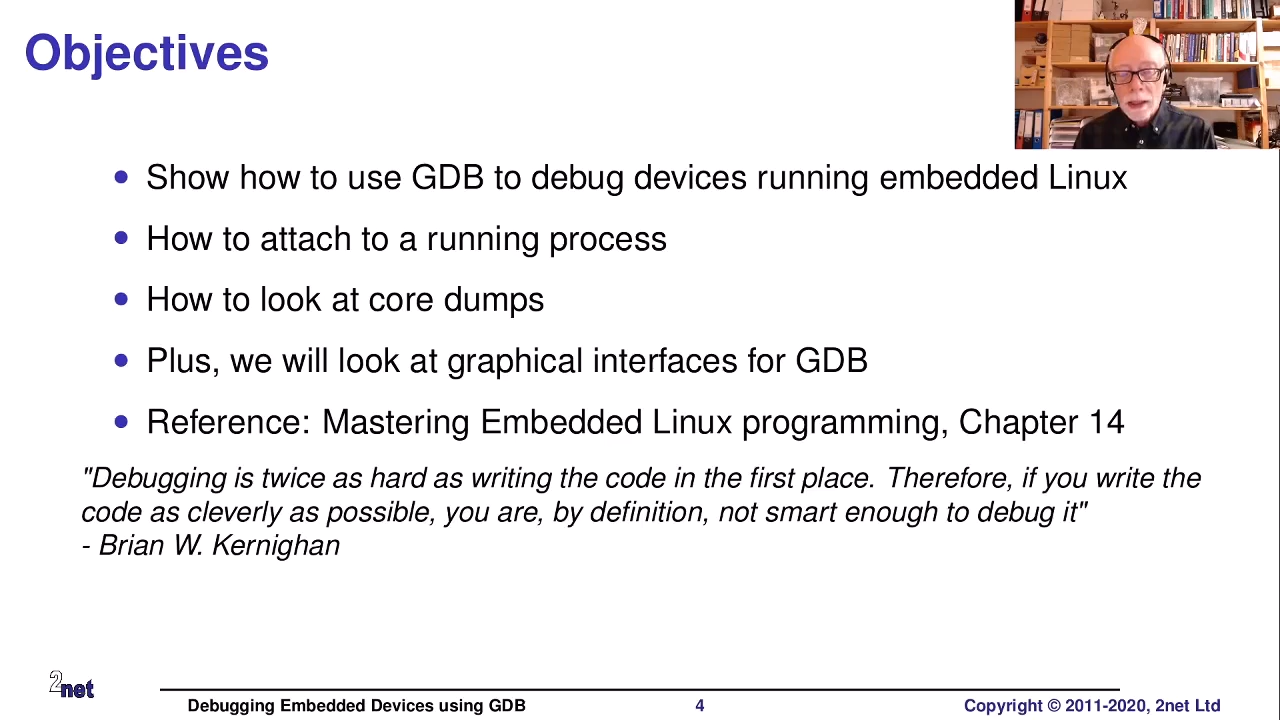 Objectives
• Show how to use GDB to debug devices running embedded Linux
• How to attach to a running process
• How to look at core dumps
• Plus, we will look at graphical interfaces for GDB
• Reference: Mastering Embedded Linux programming, Chapter 14
"Debugging is twice as hard as writing the code in the first place. Therefore, if you write the
code as cleverly as possible, you are, by definition, not smart enough to debug it"
- Brian W. Kernighan
2net
Debugging Embedded Devices using GDB
4
Copyright © 2011-2020, 2net Ltd